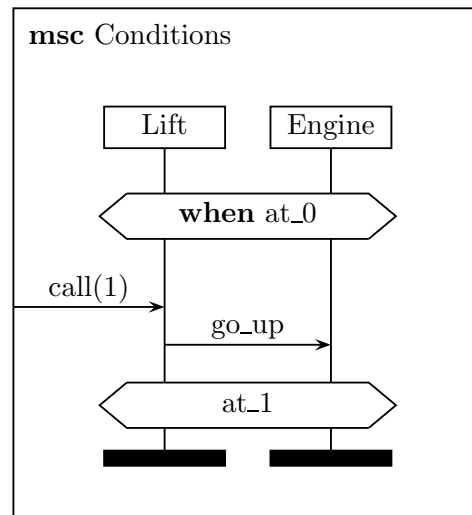 msc Conditions
Lift Engine
when at_0
call(1)
go_up
at_1